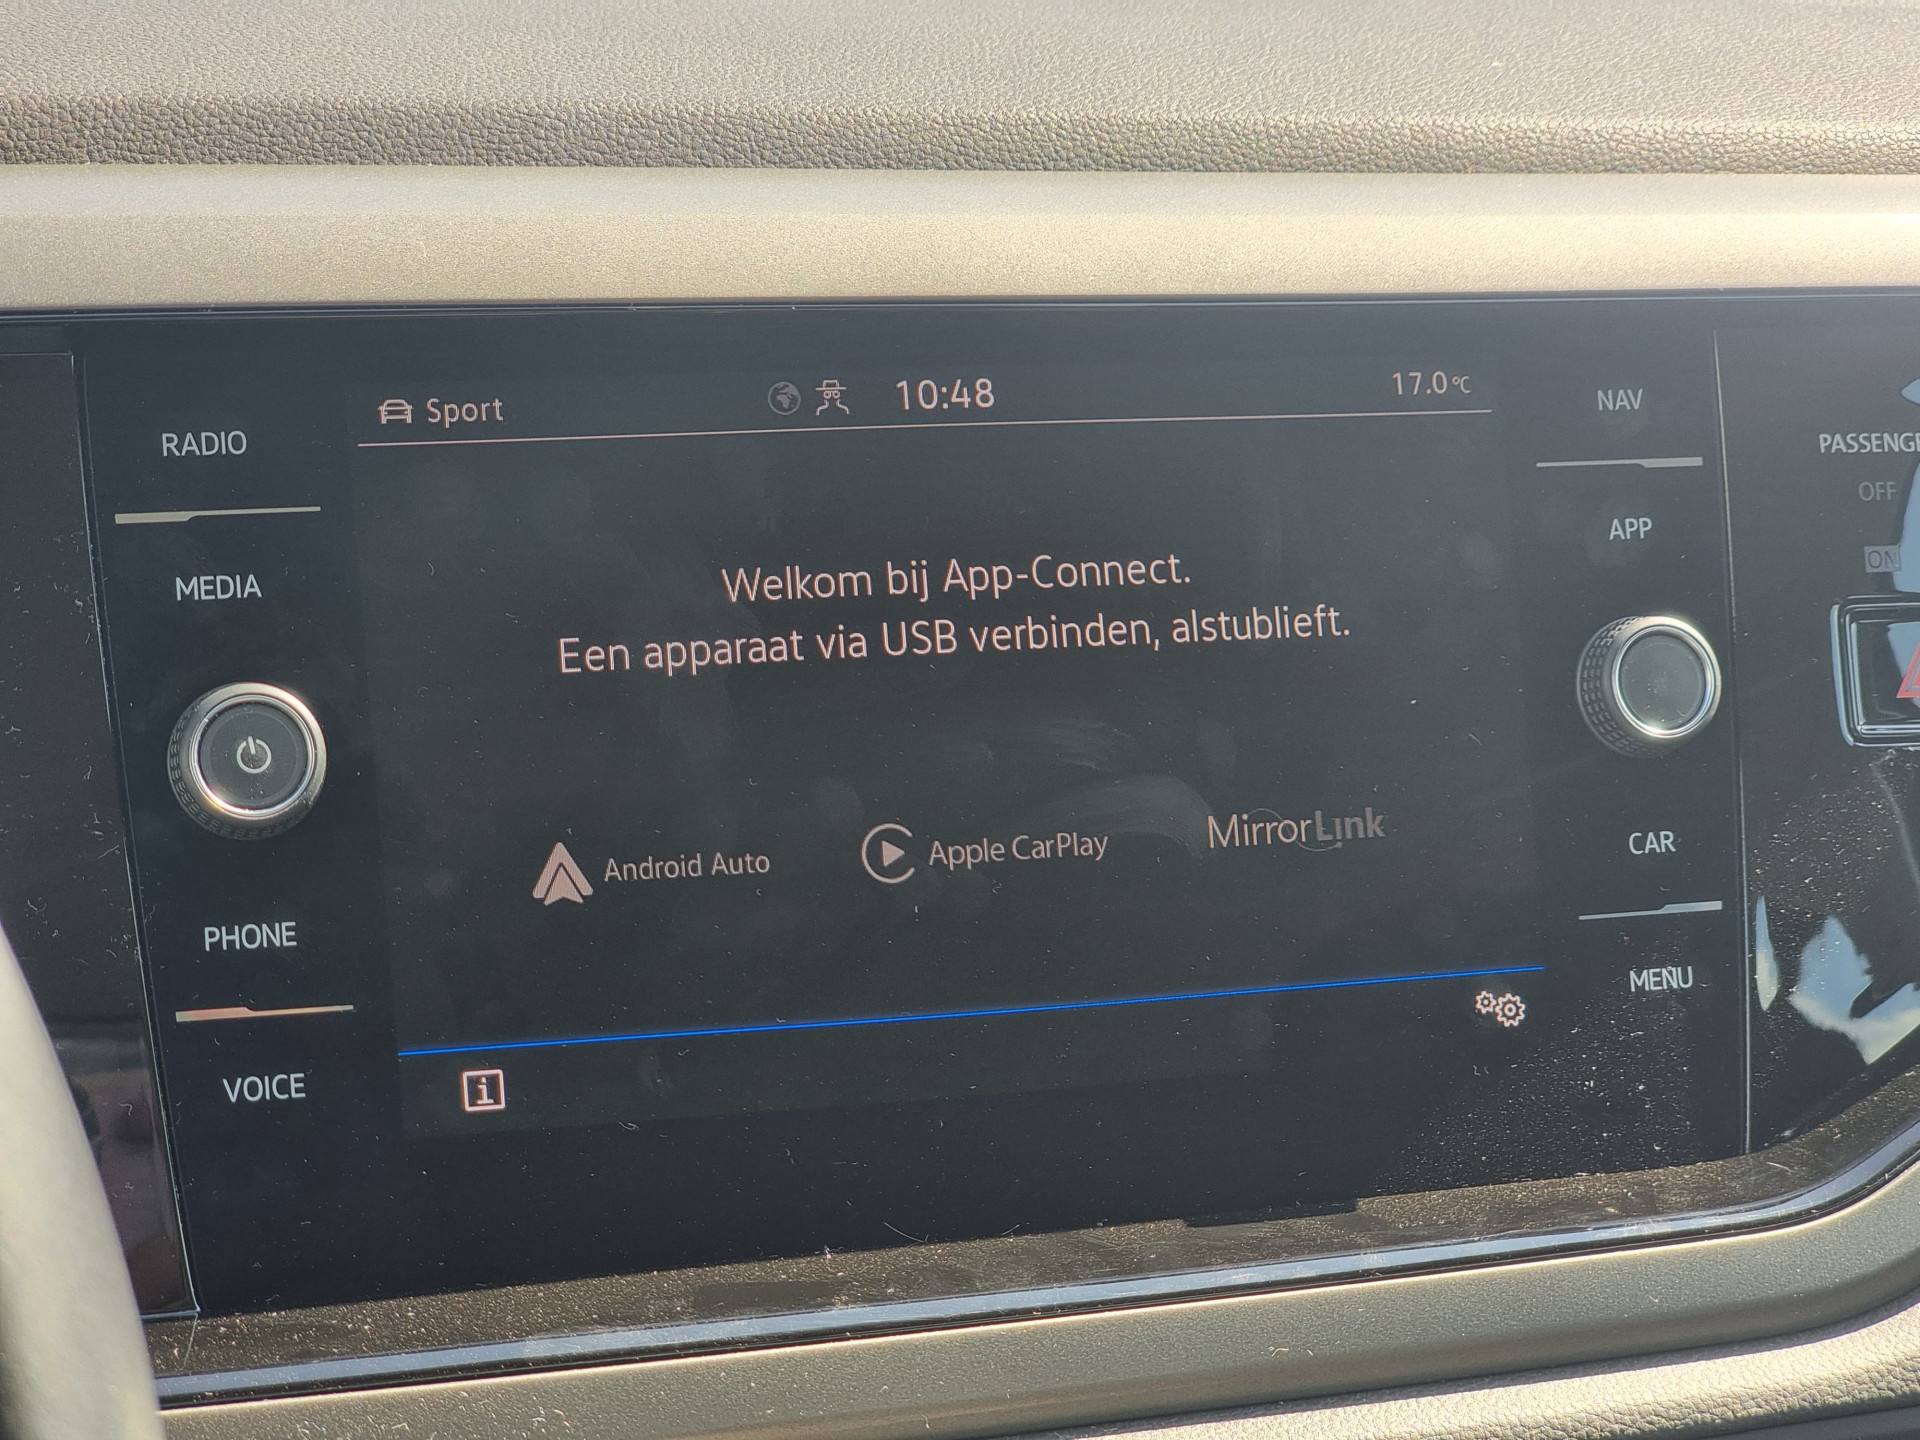 Sport 10:48 17.0°C
RADIO
MEDIA
PHONE
VOICE
Welkom bij App-Connect.
Een apparaat via USB verbinden, alstublieft.
Android Auto
Apple CarPlay
MirrorLink
i
NAV
APP
CAR
MENU
OFF
ON